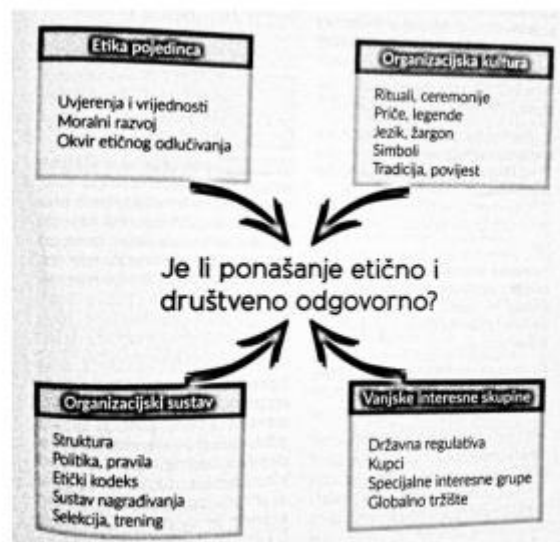 Etika pojedinca
Uvjerenja i vrijednosti
Moralni razvoj
Okvir etičnog odlučivanja
Organizacijska kultura
Rituali, ceremonije
Priče, legende
Jezik, žargon
Simboli
Tradicija, povijest
Je li ponašanje etično i
društveno odgovorno?
Organizacijski sustav
Struktura
Politika, pravila
Etički kodeks
Sustav nagrađivanja
Selekcija, trening
Vanjske interesne skupine
Državna regulativa
Kupci
Specijalne interesne grupe
Globalno tržište